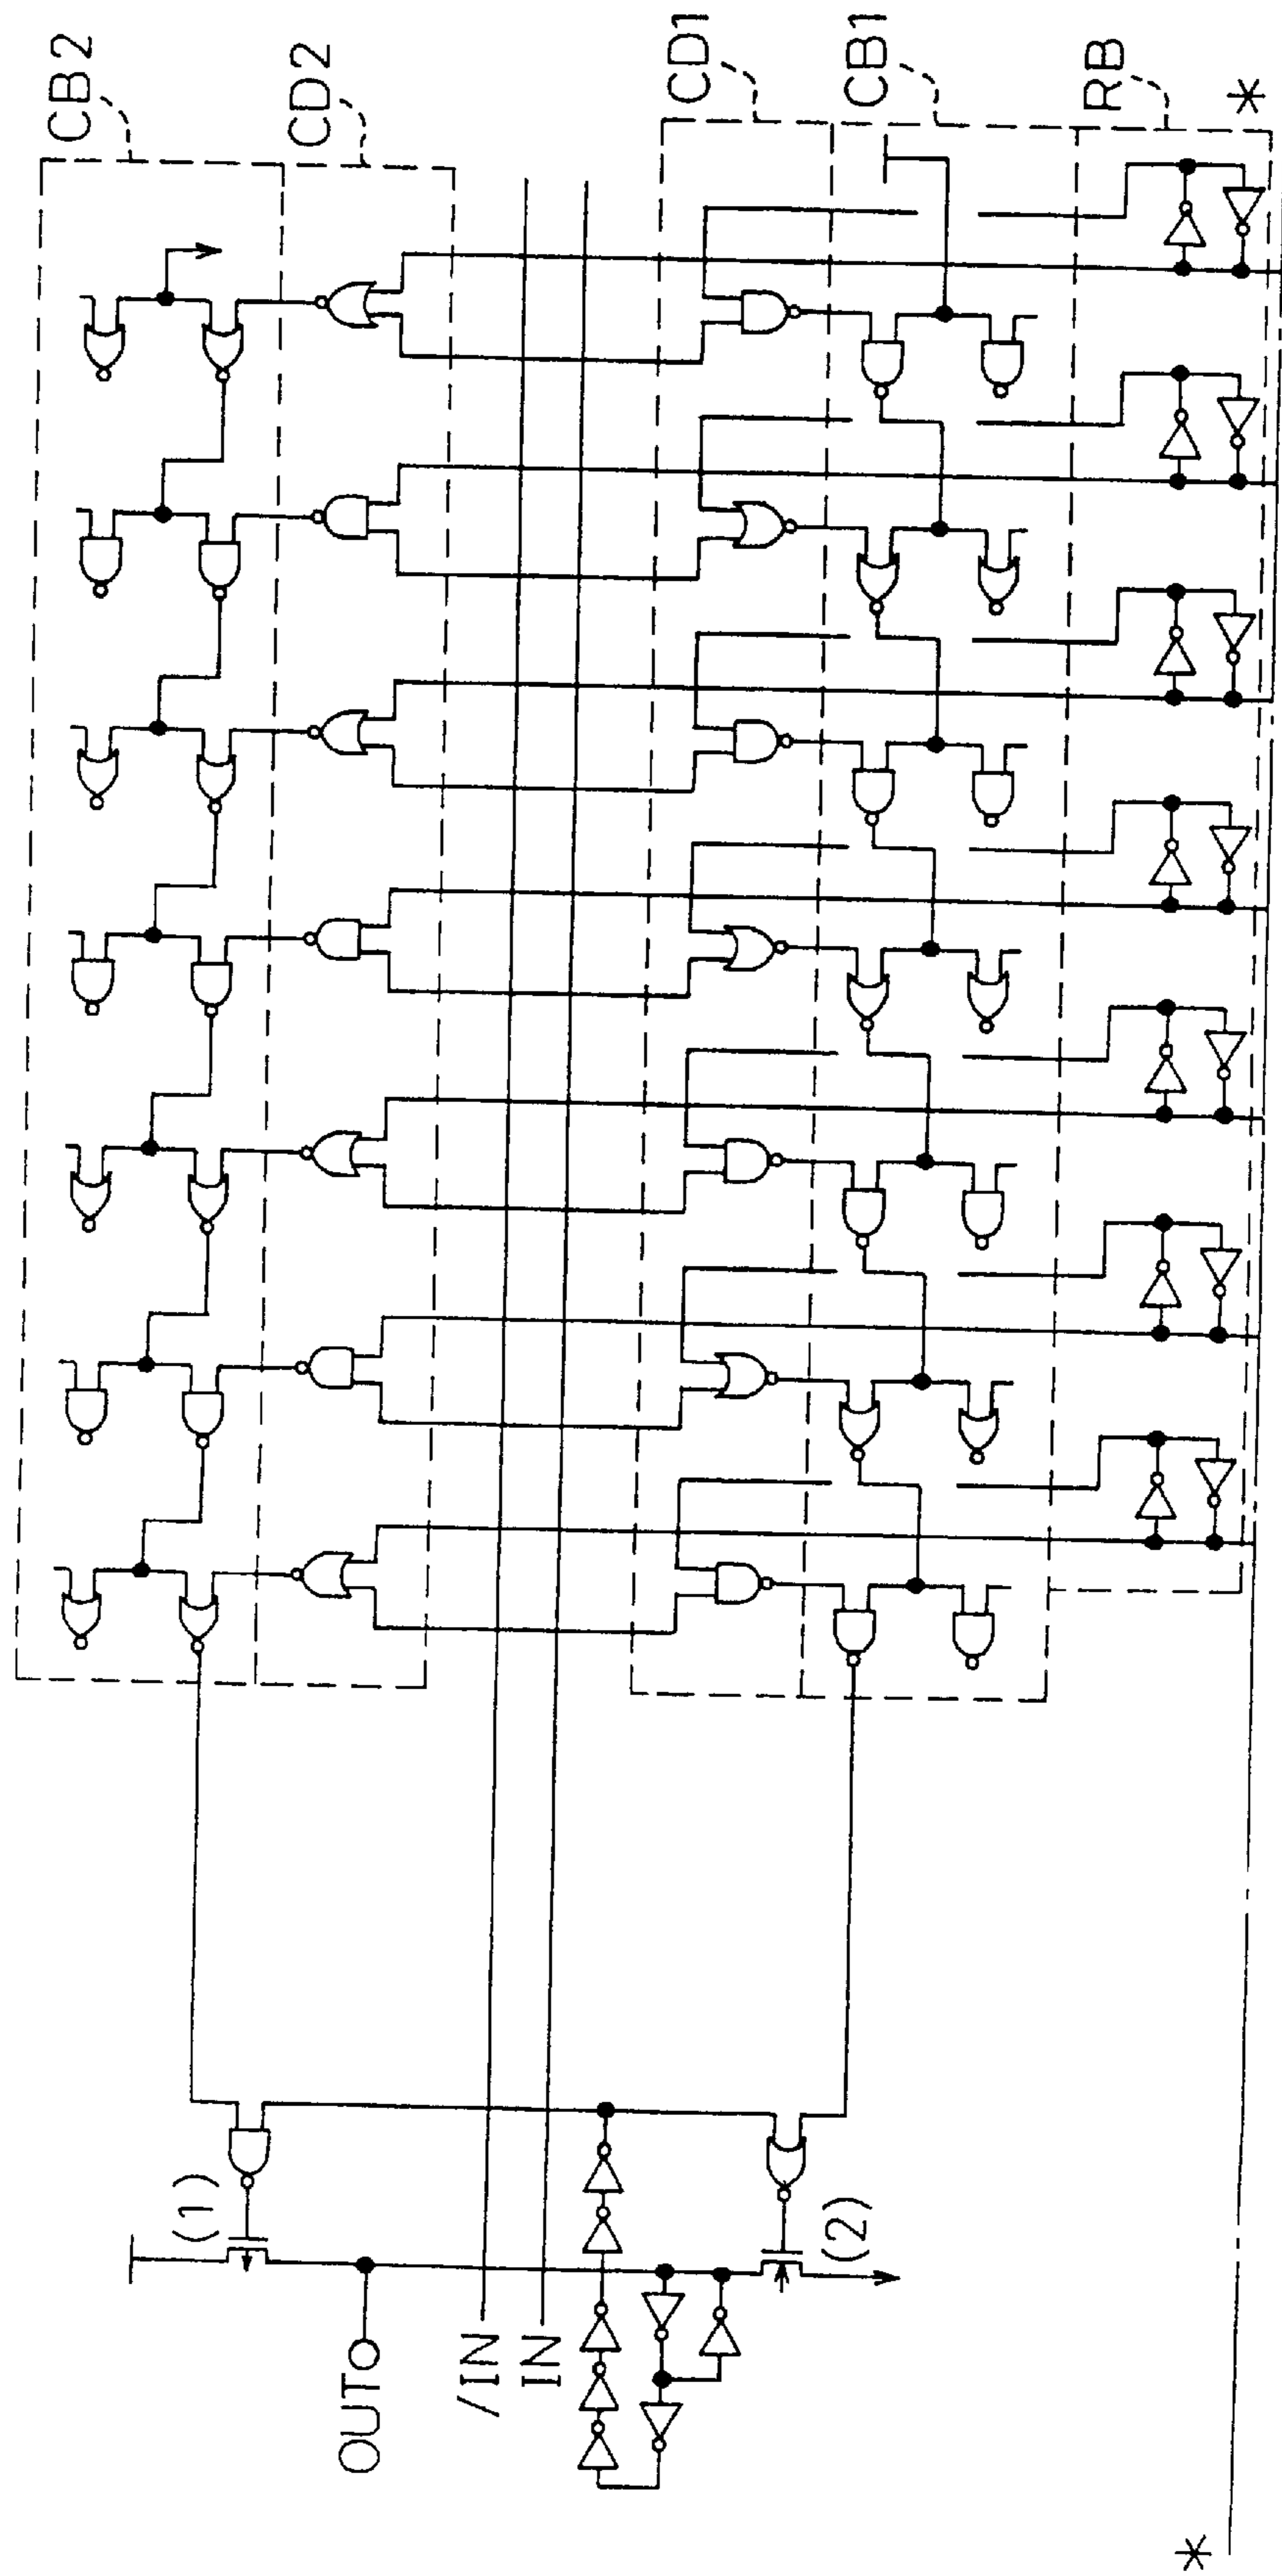 CB2
CD2
CD1
CB1
RB
*
(1)
(2)
OUT
/IN
IN
*